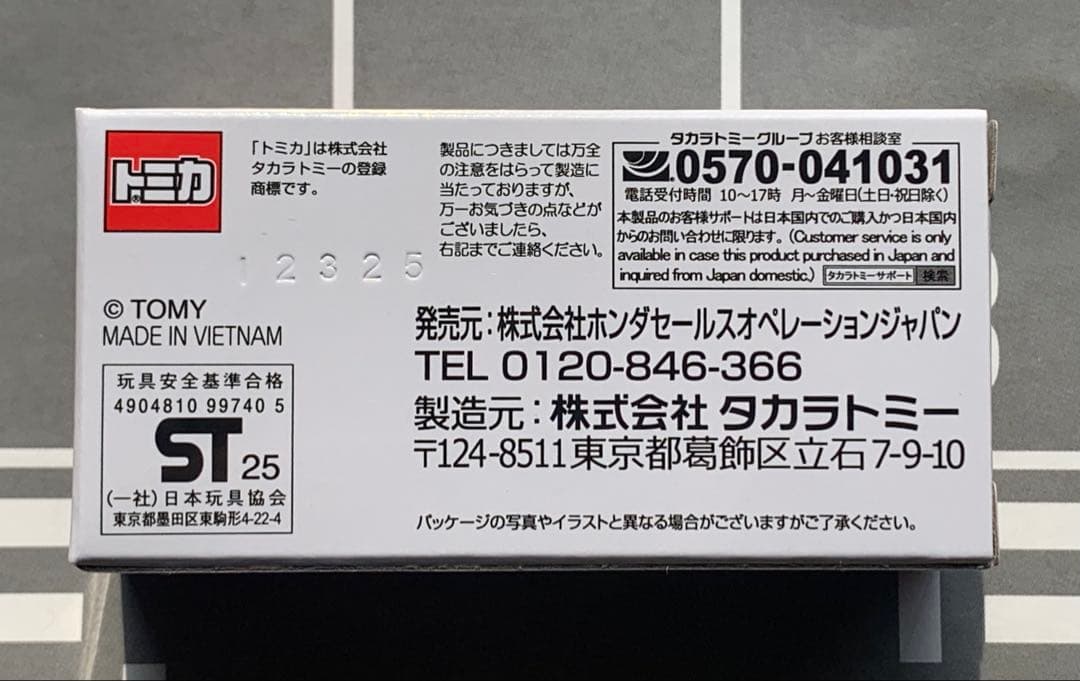 トミカ®
「トミカ」は株式会社
タカラトミーの登録
商標です。
製品につきましては万全
の注意をはらって製造に
当たっておりますが、
万一お気づきの点などが
ございましたら、
右記までご連絡ください。
タカラトミーグループお客様相談室
0570-041031
電話受付時間 10〜17時 月〜金曜日(土日・祝日除く)
本製品のお客様サポートは日本国内でのご購入かつ日本国内
からのお問い合わせに限ります。(Customer service is only
available in case this product purchased in Japan and
inquired from Japan domestic.) タカラトミーサポート 検索
12325
© TOMY
MADE IN VIETNAM
玩具安全基準合格
4904810 99740 5
ST 25
(一社)日本玩具協会
東京都墨田区東駒形4-22-4
発売元:株式会社ホンダセールスオペレーションジャパン
TEL 0120-846-366
製造元:株式会社 タカラトミー
〒124-8511東京都葛飾区立石7-9-10
パッケージの写真やイラストと異なる場合がございますがご了承ください。